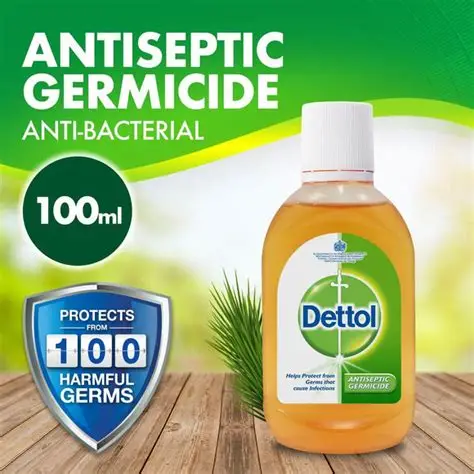 ANTISEPTIC
GERMICIDE
ANTI-BACTERIAL
100ml
PROTECTS
FROM
100
HARMFUL
GERMS
Dettol
Helps Protect from
Germs that
cause Infections
ANTISEPTIC
GERMICIDE